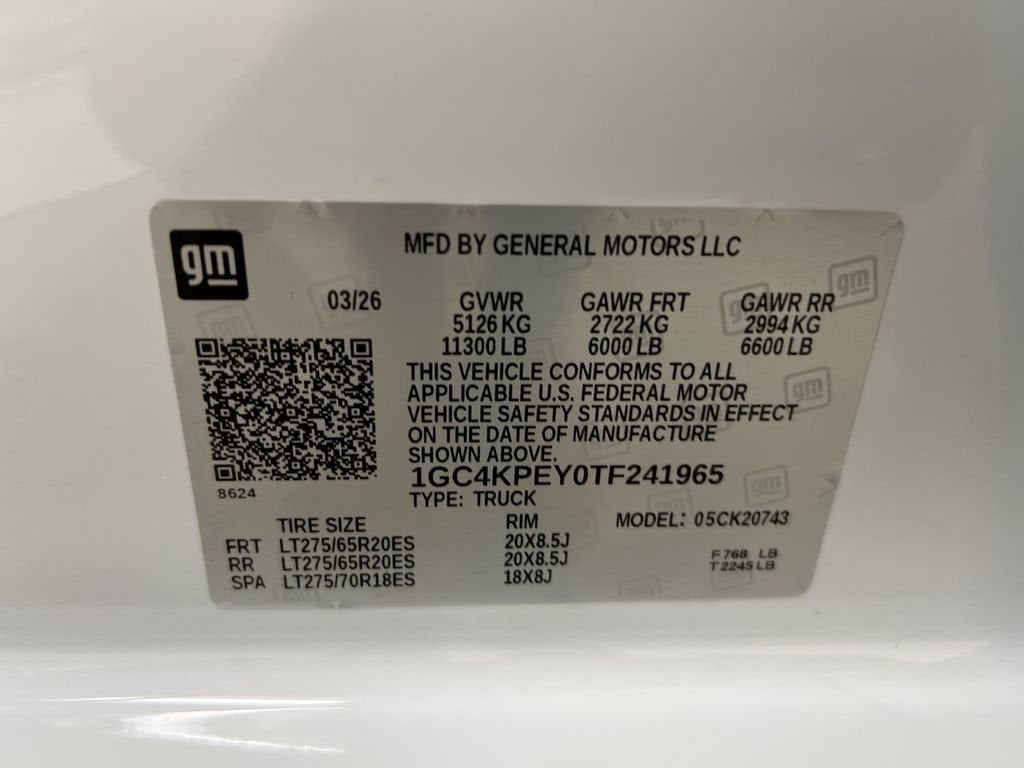 gm
MFD BY GENERAL MOTORS LLC
03/26 GVWR GAWR FRT GAWR RR
5126 KG 2722 KG 2994 KG
11300 LB 6000 LB 6600 LB
THIS VEHICLE CONFORMS TO ALL
APPLICABLE U.S. FEDERAL MOTOR
VEHICLE SAFETY STANDARDS IN EFFECT
ON THE DATE OF MANUFACTURE
SHOWN ABOVE.
1GC4KPEY0TF241965
8624
TYPE: TRUCK
TIRE SIZE RIM MODEL: 05CK20743
FRT LT275/65R20ES 20X8.5J
RR LT275/65R20ES 20X8.5J
SPA LT275/70R18ES 18X8J
F 768 LB
T 2245 LB